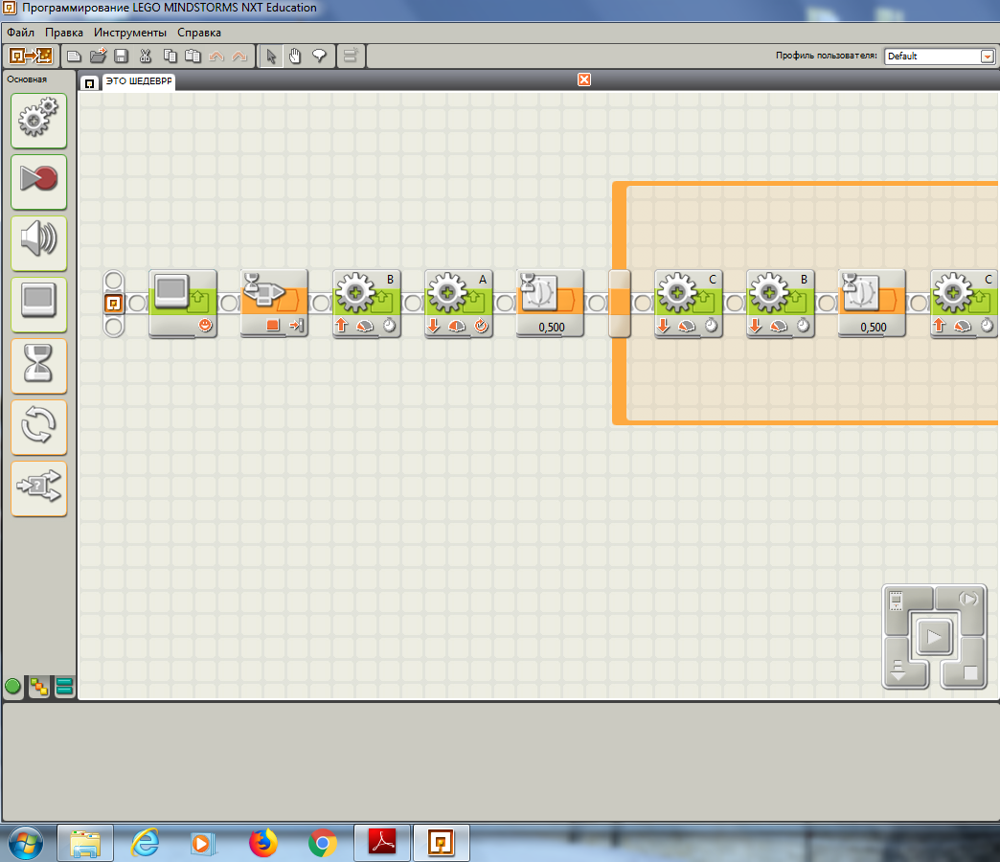 Программирование LEGO MINDSTORMS NXT Education
Файл Правка Инструменты Справка
Профиль пользователя: Default
Основная
ЭТО ШЕДЕВРР
B A C B C
0,500 0,500